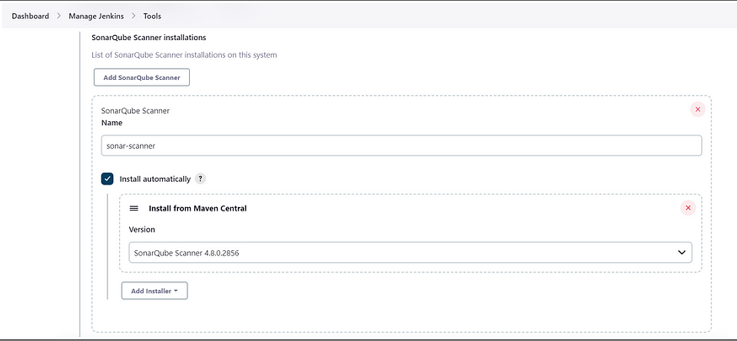 Dashboard > Manage Jenkins > Tools
SonarQube Scanner installations
List of SonarQube Scanner installations on this system
Add SonarQube Scanner
SonarQube Scanner
Name
sonar-scanner
Install automatically ?
Install from Maven Central
Version
SonarQube Scanner 4.8.0.2856
Add Installer